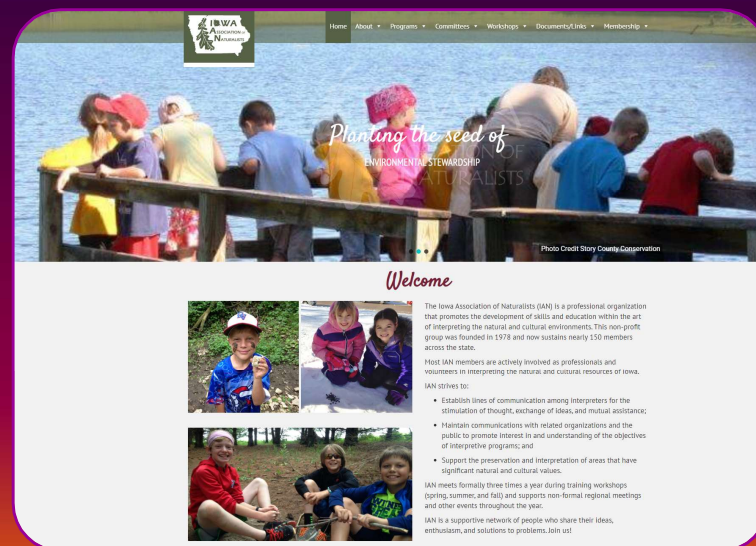 IOWA
ASSOCIATION of
NATURALISTS
Home About Programs Committees Workshops Documents/Links Membership
Planting the seed of
ENVIRONMENTAL STEWARDSHIP
OF
NATURALISTS
Photo Credit Story County Conservation
Welcome
The Iowa Association of Naturalists (IAN) is a professional organization
that promotes the development of skills and education within the art
of interpreting the natural and cultural environments. This non-profit
group was founded in 1978 and now sustains nearly 150 members
across the state.
Most IAN members are actively involved as professionals and
volunteers in interpreting the natural and cultural resources of Iowa.
IAN strives to:
• Establish lines of communication among interpreters for the
stimulation of thought, exchange of ideas, and mutual assistance;
• Maintain communications with related organizations and the
public to promote interest in and understanding of the objectives
of interpretive programs; and
• Support the preservation and interpretation of areas that have
significant natural and cultural values.
IAN meets formally three times a year during training workshops
(spring, summer, and fall) and supports non-formal regional meetings
and other events throughout the year.
IAN is a supportive network of people who share their ideas,
enthusiasm, and solutions to problems. Join us!